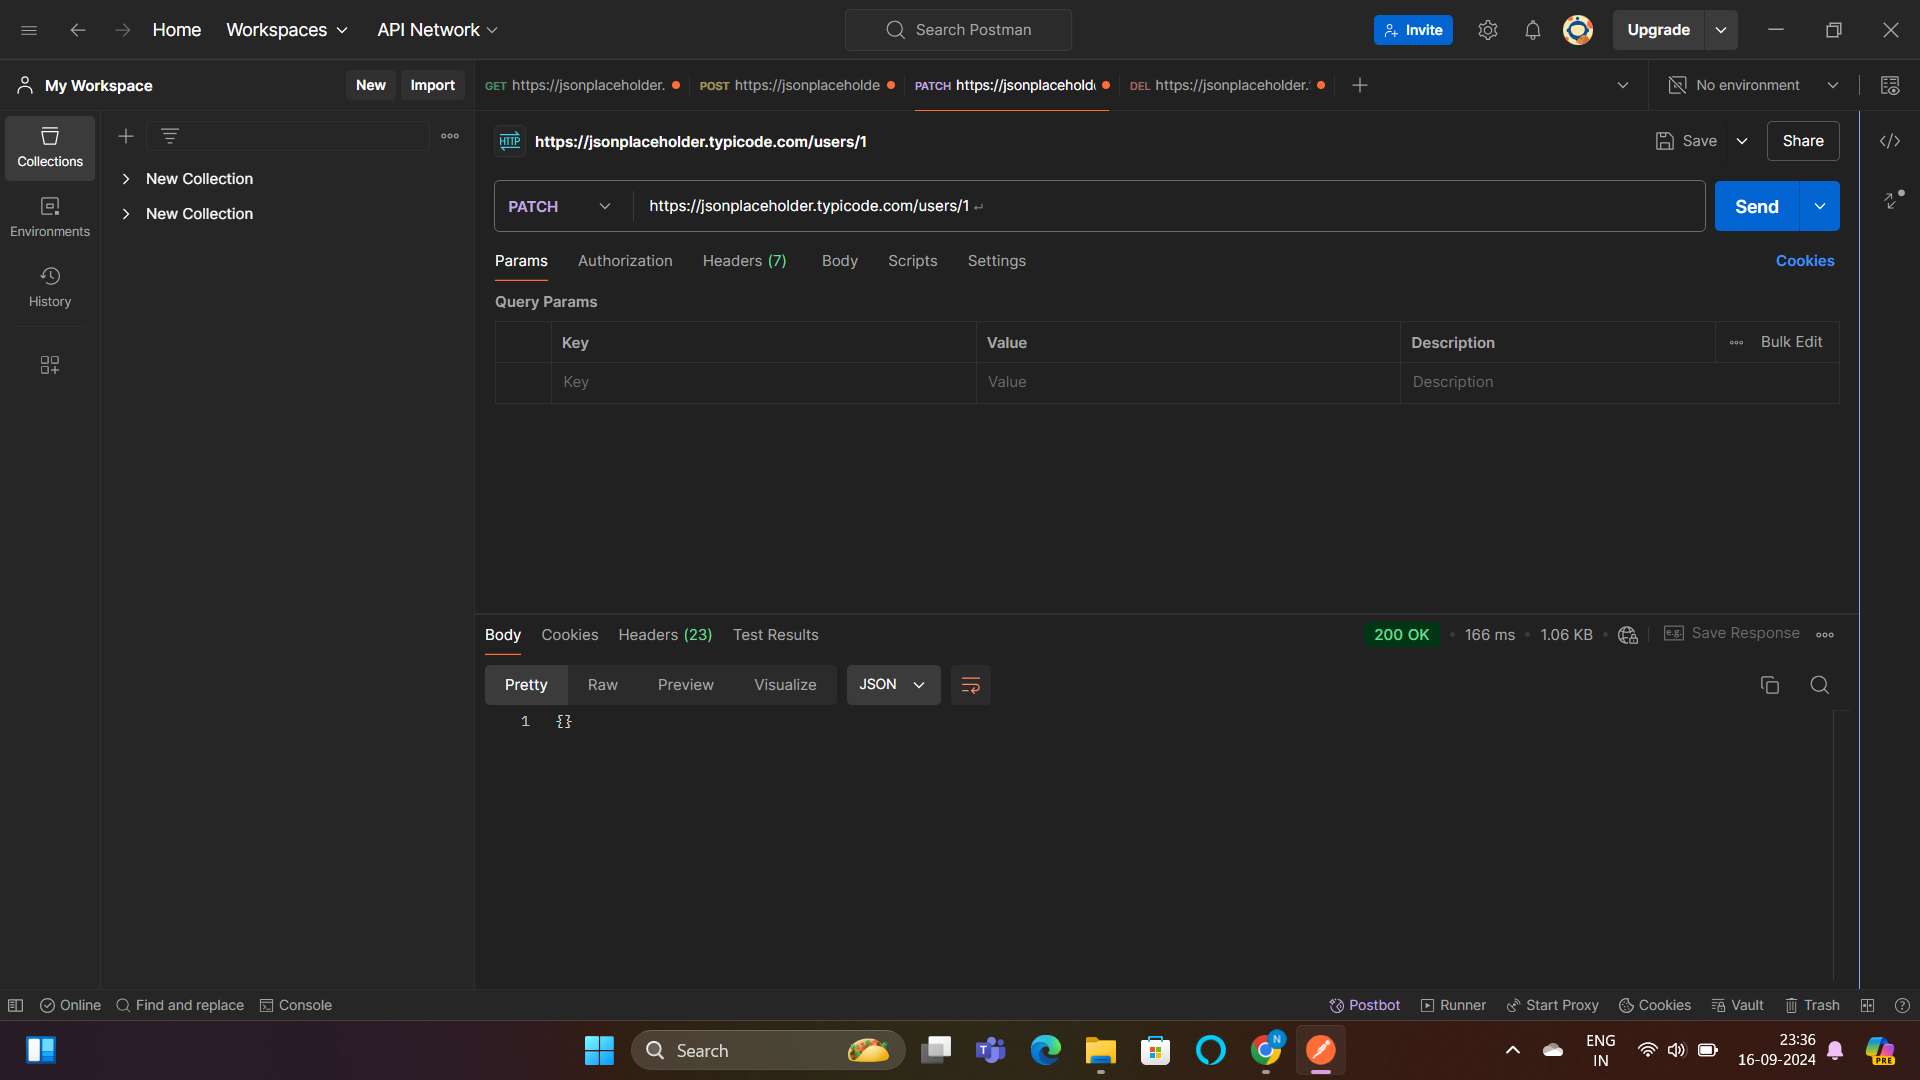 Home Workspaces API Network Search Postman Invite Upgrade
My Workspace New Import GET https://jsonplaceholder. POST https://jsonplaceholde PATCH https://jsonplacehold DEL https://jsonplaceholder. No environment
Collections
Environments
History
New Collection
New Collection
HTTP https://jsonplaceholder.typicode.com/users/1 Save Share
PATCH https://jsonplaceholder.typicode.com/users/1 Send
Params Authorization Headers (7) Body Scripts Settings Cookies
Query Params
Key Value Description Bulk Edit
Key Value Description
Body Cookies Headers (23) Test Results 200 OK 166 ms 1.06 KB e.g. Save Response
Pretty Raw Preview Visualize JSON
1 {}
Online Find and replace Console Postbot Runner Start Proxy Cookies Vault Trash
Search N ENG 23:36
IN 16-09-2024 PRE